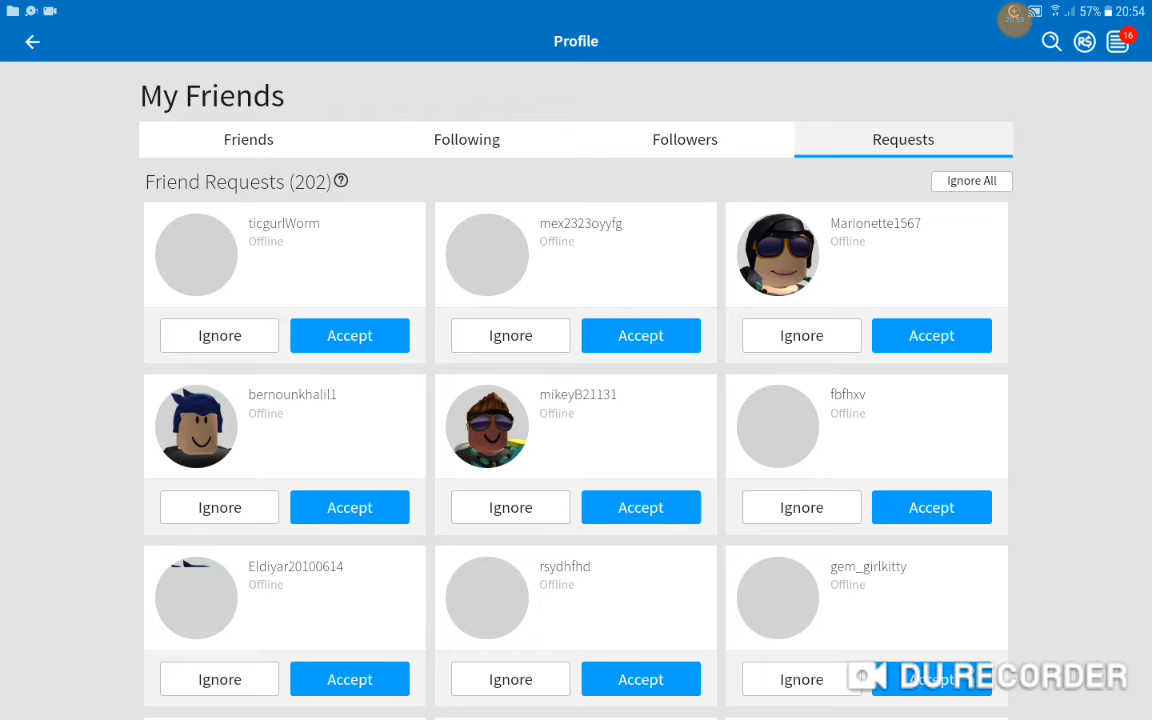 57% 20:54
Profile
R$
16
My Friends
Friends Following Followers Requests
Friend Requests (202)
Ignore All
ticgurlWorm
Offline
mex2323oyyfg
Offline
Marionette1567
Offline
Ignore Accept Ignore Accept Ignore Accept
bernounkhalil1
Offline
mikeyB21131
Offline
fbfhxv
Offline
Ignore Accept Ignore Accept Ignore Accept
Eldiyar20100614
Offline
rsydhfhd
Offline
gem_girlkitty
Offline
Ignore Accept Ignore Accept Ignore Accept
DU RECORDER